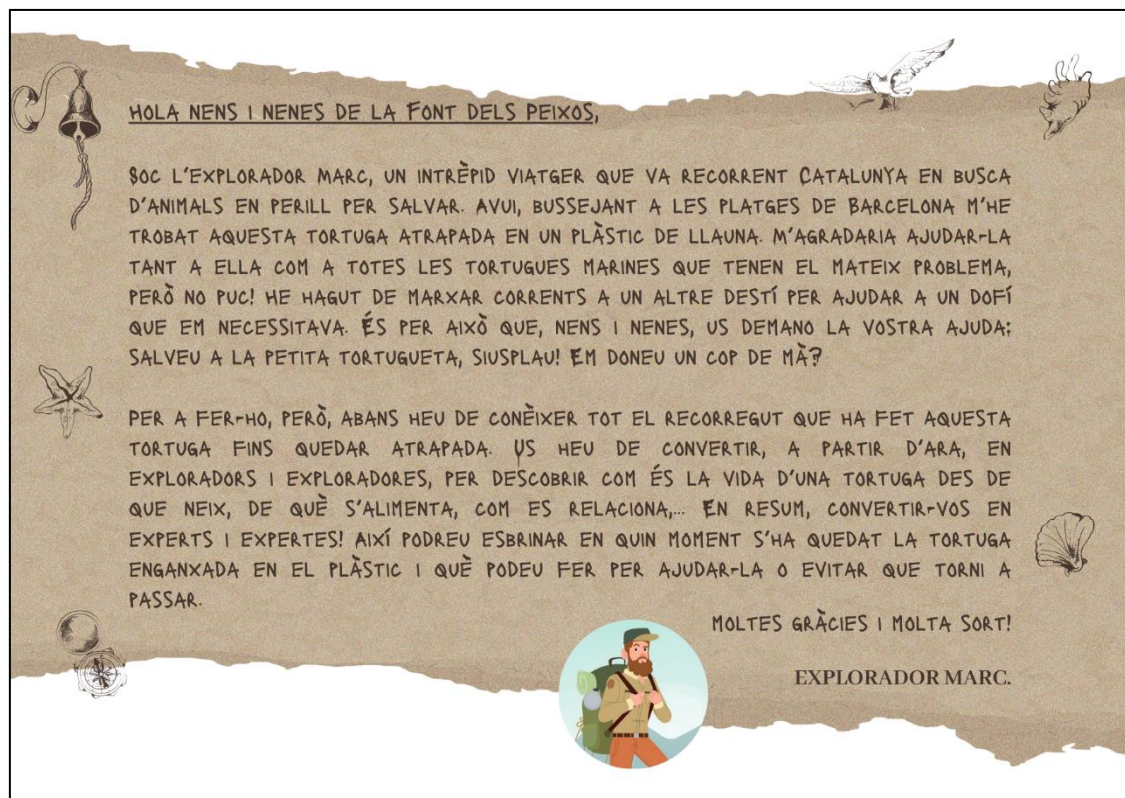 HOLA NENS I NENES DE LA FONT DELS PEIXOS,
SOC L'EXPLORADOR MARC, UN INTRÈPID VIATGER QUE VA RECORRENT CATALUNYA EN BUSCA
D'ANIMALS EN PERILL PER SALVAR. AVUI, BUSSEJANT A LES PLATGES DE BARCELONA M'HE
TROBAT AQUESTA TORTUGA ATRAPADA EN UN PLÀSTIC DE LLAUNA. M'AGRADARIA AJUDAR-LA
TANT A ELLA COM A TOTES LES TORTUGUES MARINES QUE TENEN EL MATEIX PROBLEMA,
PERÒ NO PUC! HE HAGUT DE MARXAR CORRENTS A UN ALTRE DESTÍ PER AJUDAR A UN DOFÍ
QUE EM NECESSITAVA. ÉS PER AIXÒ QUE, NENS I NENES, US DEMANO LA VOSTRA AJUDA;
SALVEU A LA PETITA TORTUGUETA, SIUSPLAU! EM DONEU UN COP DE MÀ?
PER A FER-HO, PERÒ, ABANS HEU DE CONÈIXER TOT EL RECORREGUT QUE HA FET AQUESTA
TORTUGA FINS QUEDAR ATRAPADA. US HEU DE CONVERTIR, A PARTIR D'ARA, EN
EXPLORADORS I EXPLORADORES, PER DESCOBRIR COM ÉS LA VIDA D'UNA TORTUGA DES DE
QUE NEIX, DE QUÈ S'ALIMENTA, COM ES RELACIONA,... EN RESUM, CONVERTIR-VOS EN
EXPERTS I EXPERTES! AIXÍ PODREU ESBRINAR EN QUIN MOMENT S'HA QUEDAT LA TORTUGA
ENGANXADA EN EL PLÀSTIC I QUÈ PODEU FER PER AJUDAR-LA O EVITAR QUE TORNI A
PASSAR.
MOLTES GRÀCIES I MOLTA SORT!
EXPLORADOR MARC.